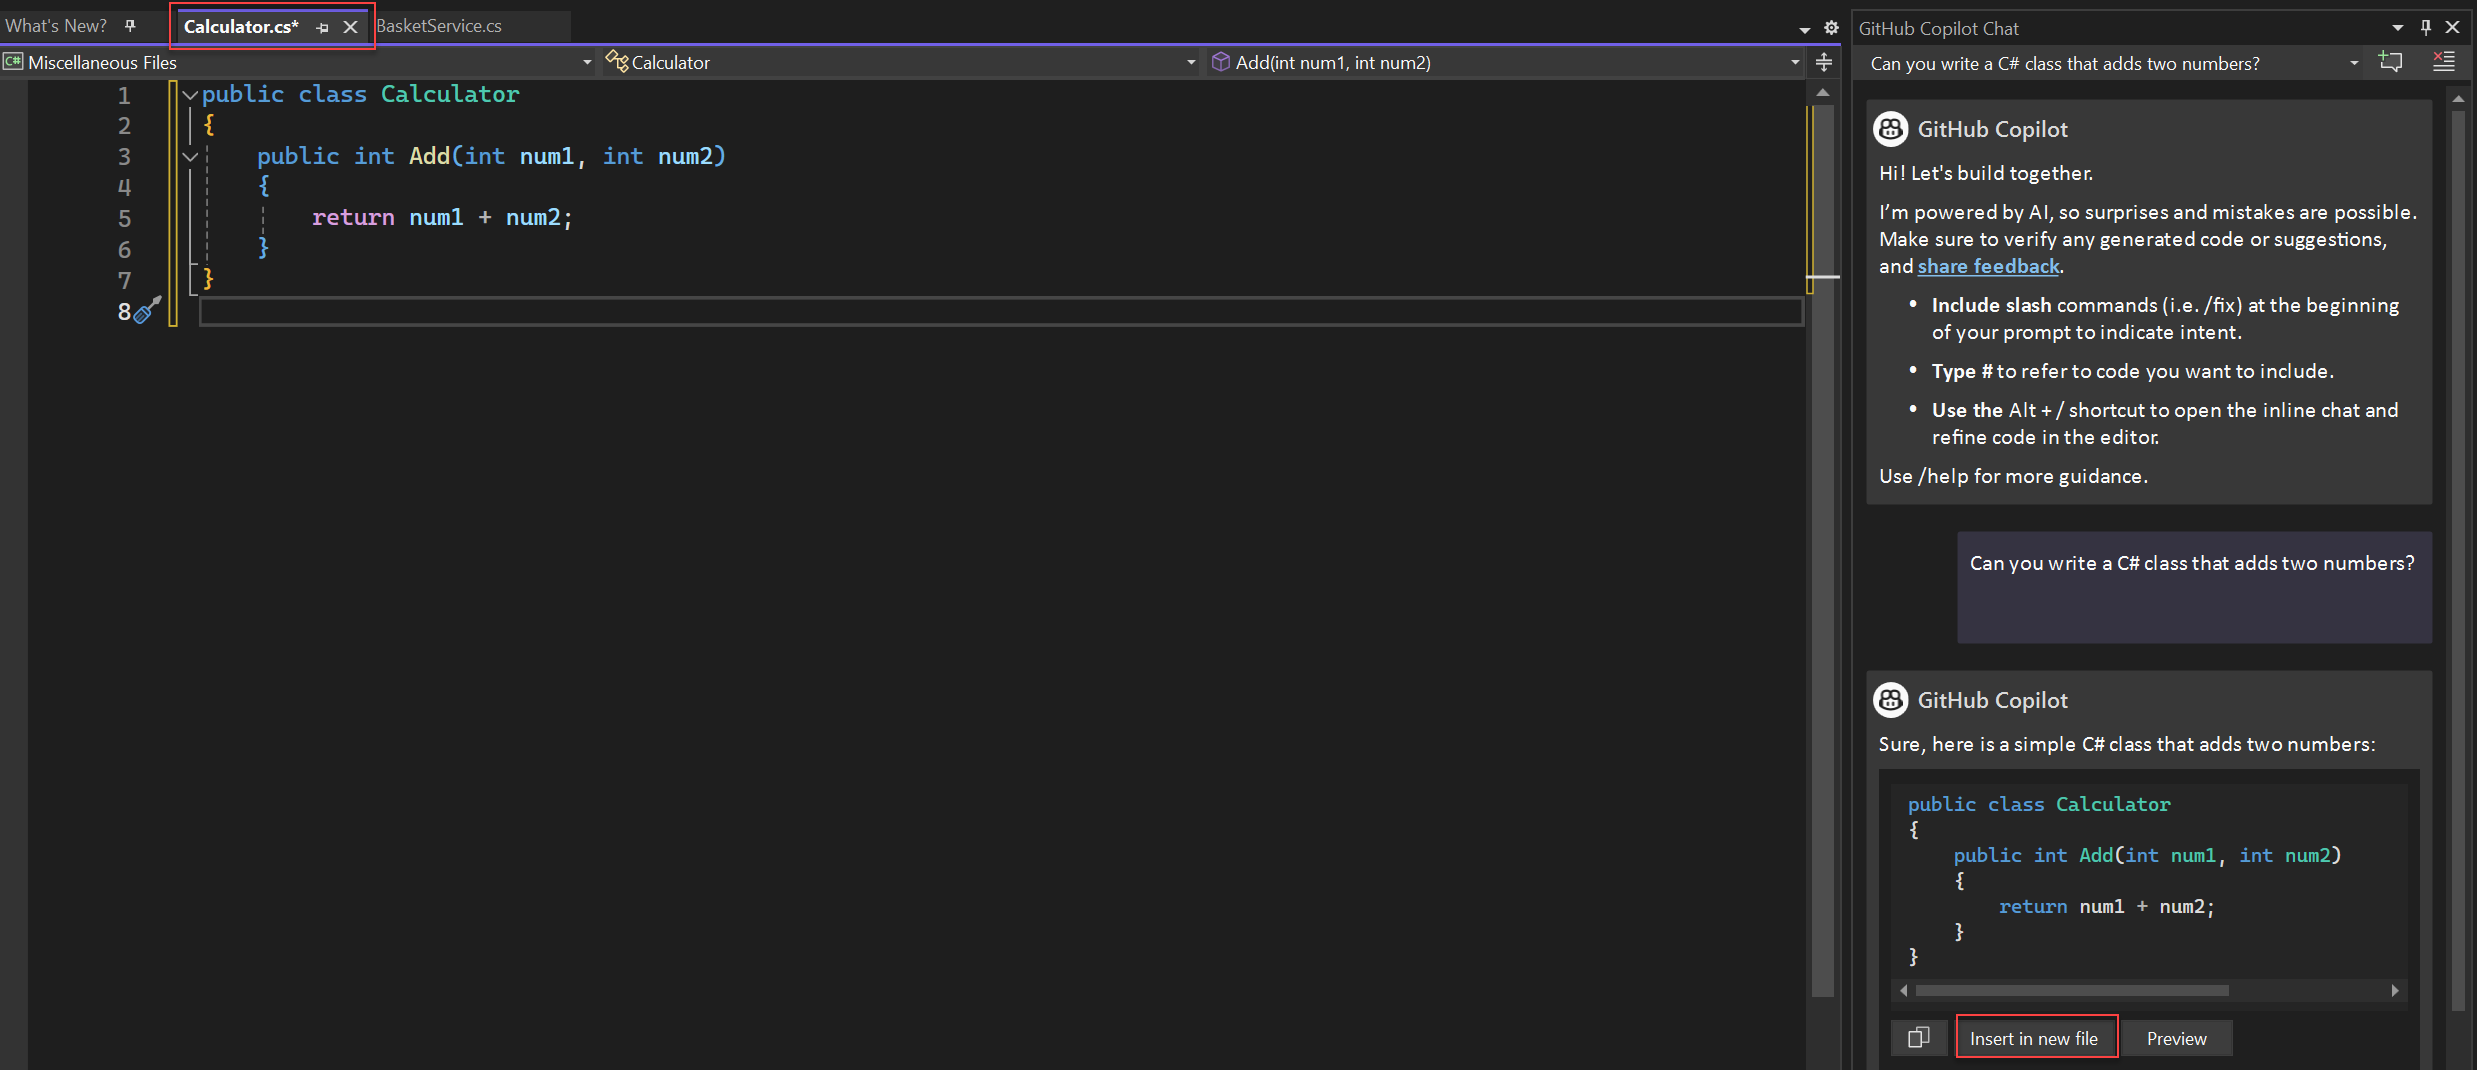 What's New?
Calculator.cs*
BasketService.cs
C# Miscellaneous Files
Calculator
Add(int num1, int num2)
1 public class Calculator
2 {
3     public int Add(int num1, int num2)
4     {
5         return num1 + num2;
6     }
7 }
8
GitHub Copilot Chat
Can you write a C# class that adds two numbers?
GitHub Copilot
Hi! Let's build together.
I’m powered by AI, so surprises and mistakes are possible.
Make sure to verify any generated code or suggestions,
and share feedback.
• Include slash commands (i.e. /fix) at the beginning
of your prompt to indicate intent.
• Type # to refer to code you want to include.
• Use the Alt + / shortcut to open the inline chat and
refine code in the editor.
Use /help for more guidance.
Can you write a C# class that adds two numbers?
GitHub Copilot
Sure, here is a simple C# class that adds two numbers:
public class Calculator
{
    public int Add(int num1, int num2)
    {
        return num1 + num2;
    }
}
Insert in new file
Preview